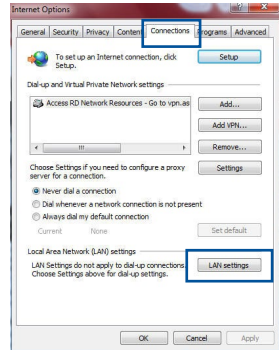 Internet Options
General Security Privacy Content Connections Programs Advanced
To set up an Internet connection, click Setup.
Setup
Dial-up and Virtual Private Network settings
Access RD Network Resources - Go to vpn.as
Add...
Add VPN...
Remove...
Choose Settings if you need to configure a proxy
server for a connection.
Settings
Never dial a connection
Dial whenever a network connection is not present
Always dial my default connection
Current None
Set default
Local Area Network (LAN) settings
LAN Settings do not apply to dial-up connections.
Choose Settings above for dial-up settings.
LAN settings
OK Cancel Apply